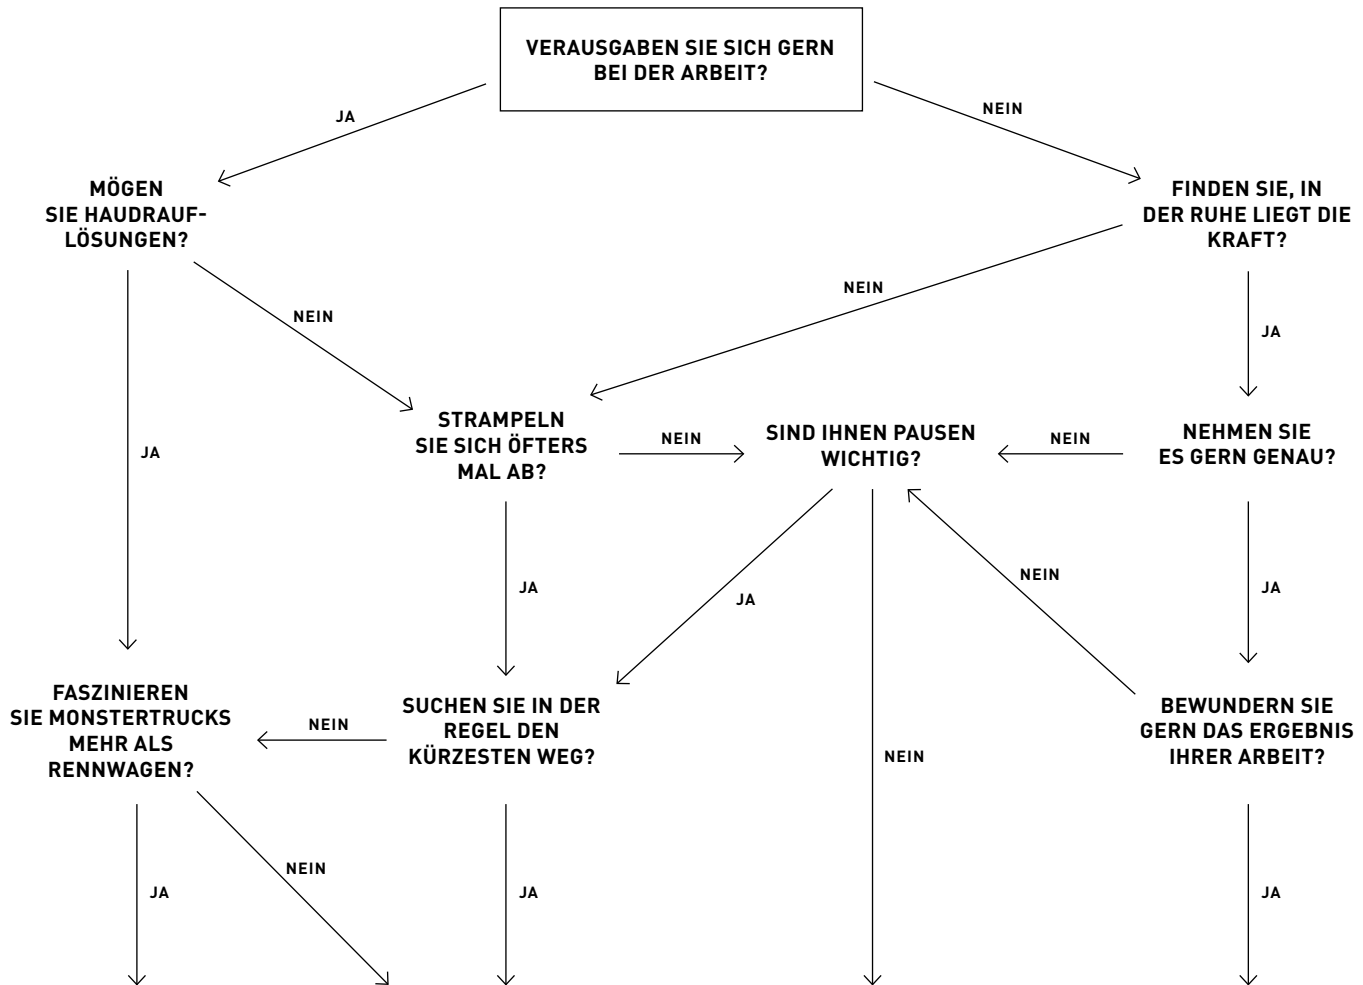 VERAUSGABEN SIE SICH GERN
BEI DER ARBEIT?
JA
NEIN
MÖGEN
SIE HAUDRAUF-
LÖSUNGEN?
FINDEN SIE, IN
DER RUHE LIEGT DIE
KRAFT?
NEIN
NEIN
JA
STRAMPELN
SIE SICH ÖFTERS
MAL AB?
NEIN
SIND IHNEN PAUSEN
WICHTIG?
NEIN
NEHMEN SIE
ES GERN GENAU?
JA
JA
JA
NEIN
JA
FASZINIEREN
SIE MONSTERTRUCKS
MEHR ALS
RENNWAGEN?
NEIN
SUCHEN SIE IN DER
REGEL DEN
KÜRZESTEN WEG?
NEIN
BEWUNDERN SIE
GERN DAS ERGEBNIS
IHRER ARBEIT?
JA
NEIN
JA
JA